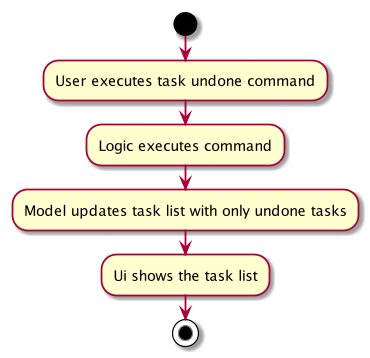 User executes task undone command
Logic executes command
Model updates task list with only undone tasks
Ui shows the task list